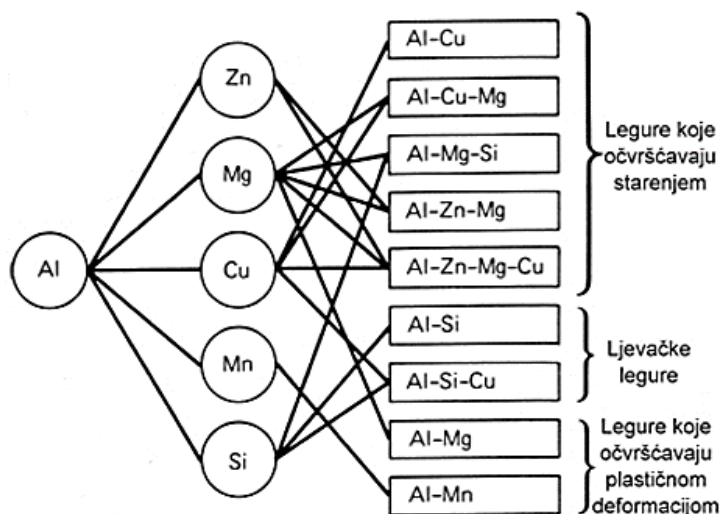 Al
Zn
Mg
Cu
Mn
Si
Al-Cu
Al-Cu-Mg
Al-Mg-Si
Al-Zn-Mg
Al-Zn-Mg-Cu
Al-Si
Al-Si-Cu
Al-Mg
Al-Mn
Legure koje
očvršćavaju
starenjem
Ljevačke
legure
Legure koje
očvršćavaju
plastičnom
deformacijom